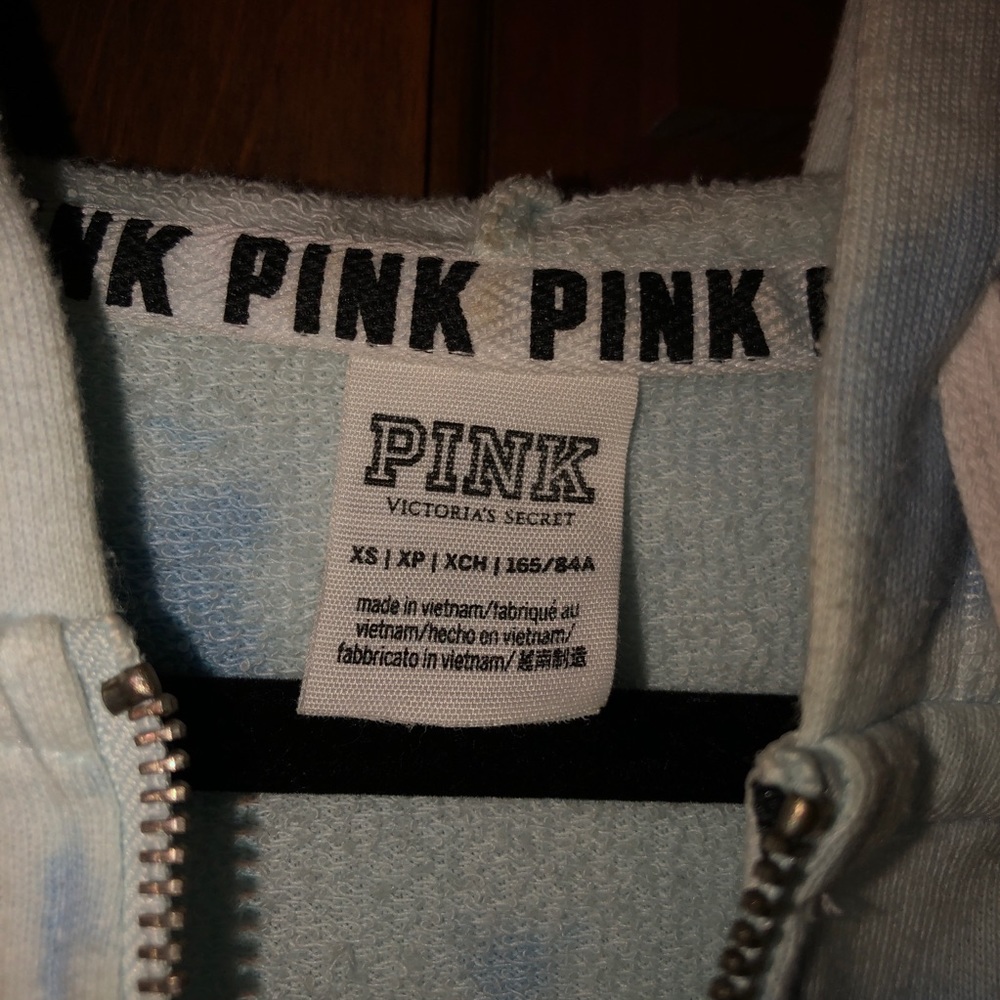 NK PINK PINK
PINK
VICTORIA'S SECRET
XS | XP | XCH | 165/84A
made in vietnam/fabriqué au
vietnam/hecho en vietnam/
fabbricato in vietnam/ 越南制造